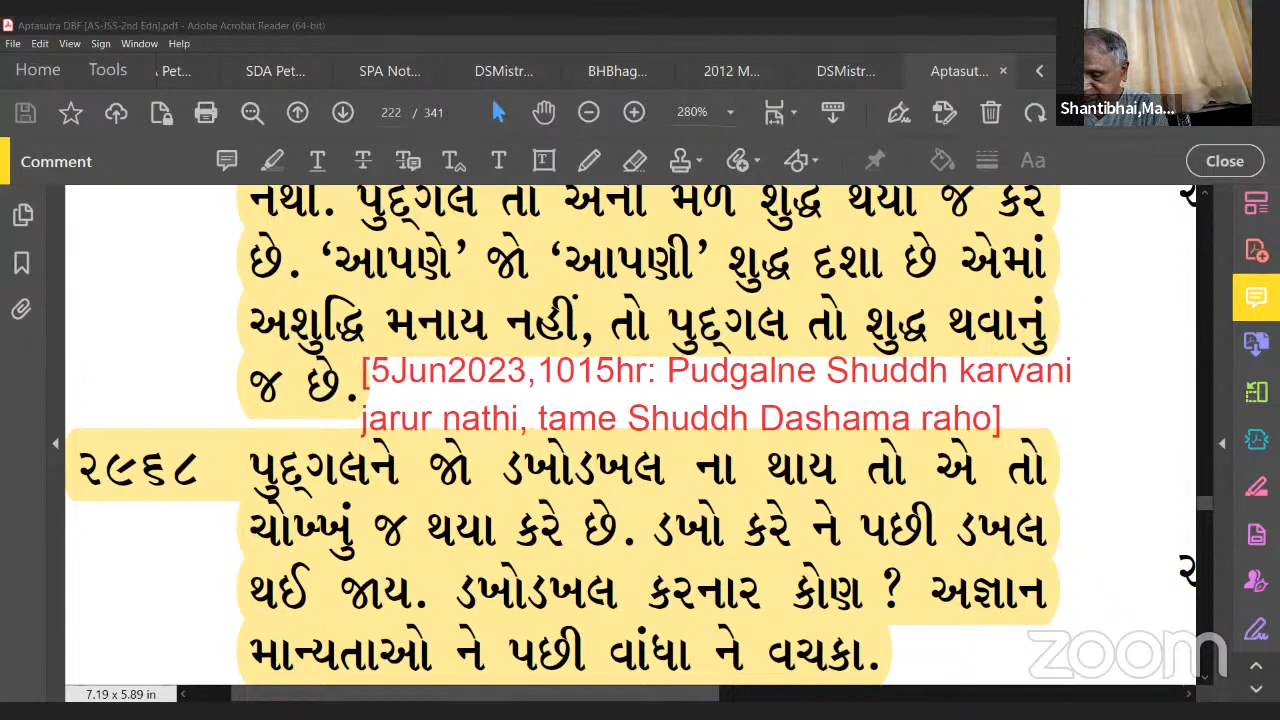 Aptasutra DBF [AS-JSS-2nd Edn].pdf - Adobe Acrobat Reader (64-bit)
File Edit View Sign Window Help
Home Tools Pet... SDA Pet... SPA Not... DSMistr... BHBhag... 2012 M... DSMistr... Aptasut...
222 / 341 280%
Shantibhai,Ma...
Comment Close
નથી. પુદ્ગલ તો એની મેળે શુદ્ધ થયા જ કરે
છે. ‘આપણે’ જો ‘આપણી’ શુદ્ધ દશા છે એમાં
અશુદ્ધિ મનાય નહીં, તો પુદ્ગલ તો શુદ્ધ થવાનું
જ છે. [5Jun2023,1015hr: Pudgalne Shuddh karvani
jarur nathi, tame Shuddh Dashama raho]
૨૯૬૮ પુદ્ગલને જો ડખોડખલ ના થાય તો એ તો
ચોખ્ખું જ થયા કરે છે. ડખો કરે ને પછી ડખલ
થઈ જાય. ડખોડખલ કરનાર કોણ ? અજ્ઞાન
માન્યતાઓ ને પછી વાંધા ને વચકા.
zoom
7.19 x 5.89 in